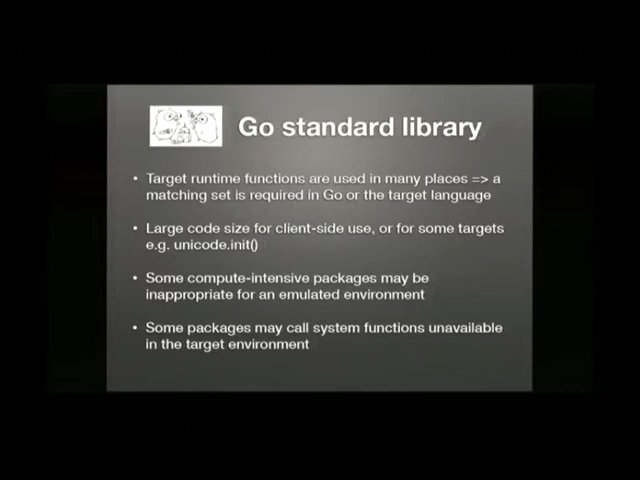 Go standard library
• Target runtime functions are used in many places => a
matching set is required in Go or the target language
• Large code size for client-side use, or for some targets
e.g. unicode.init()
• Some compute-intensive packages may be
inappropriate for an emulated environment
• Some packages may call system functions unavailable
in the target environment